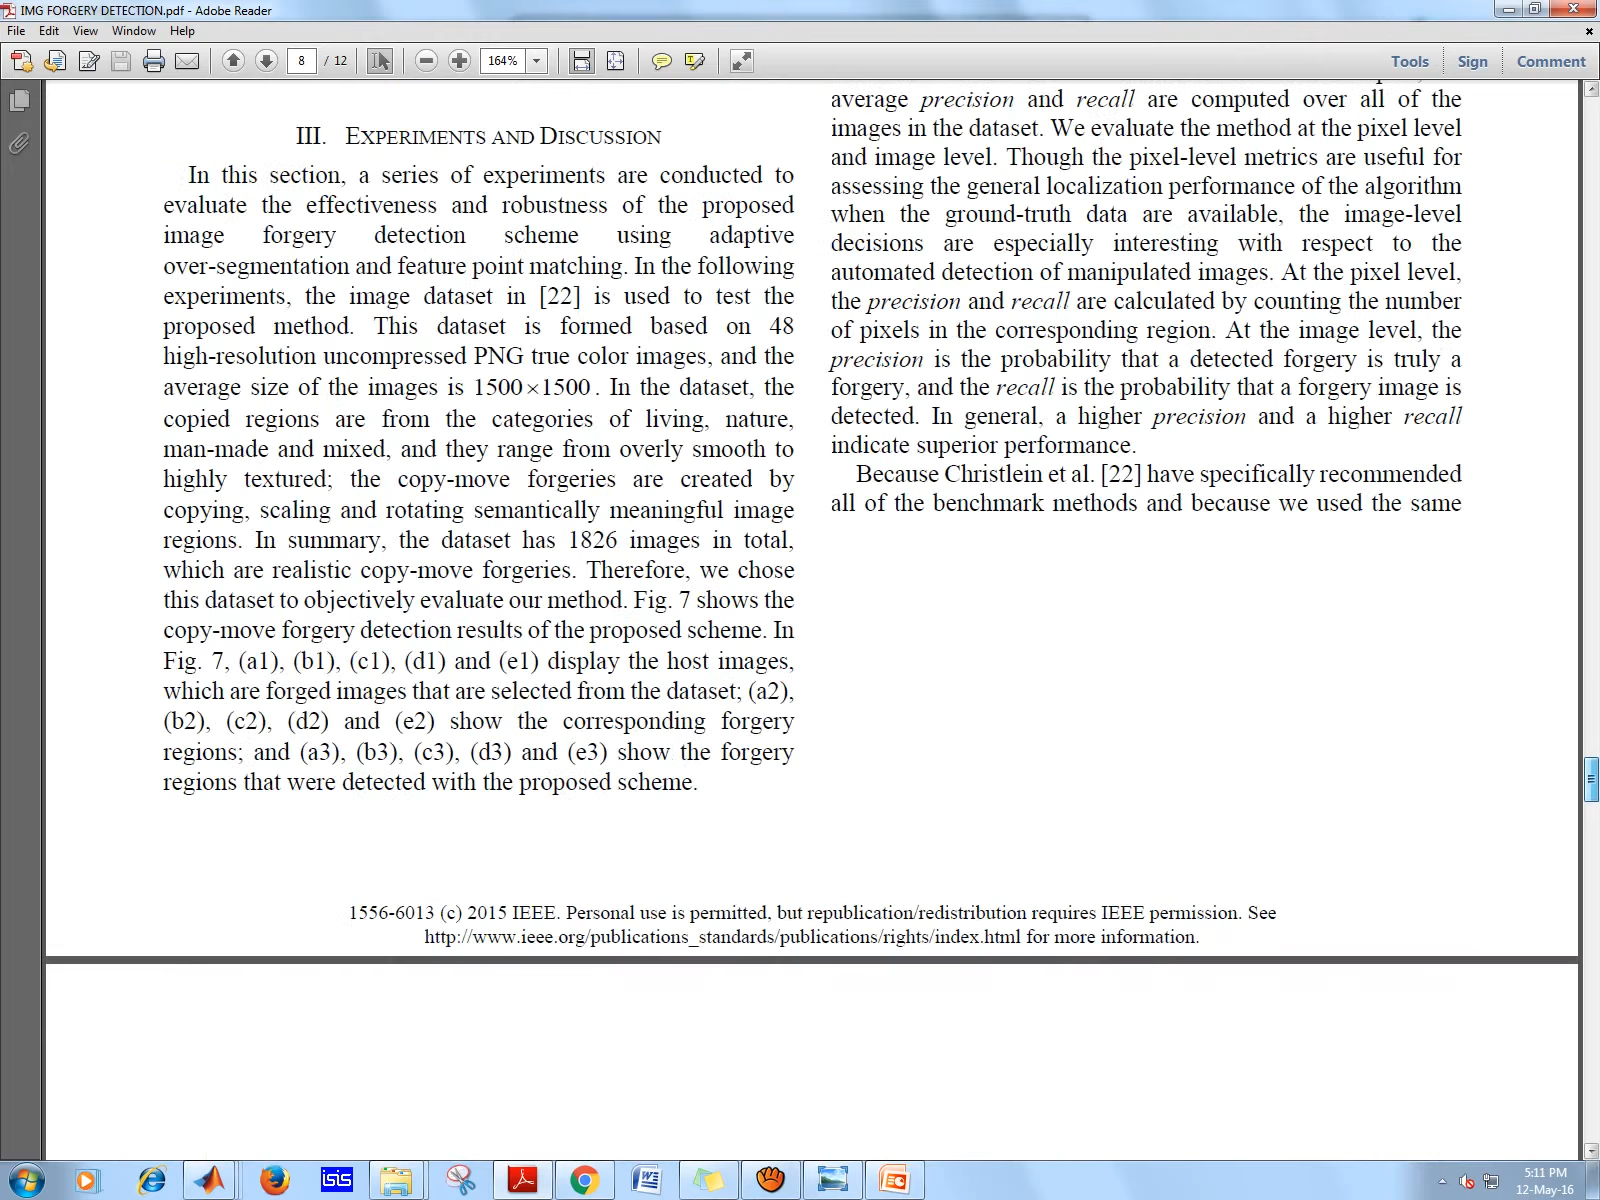 IMG FORGERY DETECTION.pdf - Adobe Reader
File Edit View Window Help
8 / 12 164% Tools Sign Comment
III. EXPERIMENTS AND DISCUSSION
In this section, a series of experiments are conducted to
evaluate the effectiveness and robustness of the proposed
image forgery detection scheme using adaptive
over-segmentation and feature point matching. In the following
experiments, the image dataset in [22] is used to test the
proposed method. This dataset is formed based on 48
high-resolution uncompressed PNG true color images, and the
average size of the images is 1500×1500. In the dataset, the
copied regions are from the categories of living, nature,
man-made and mixed, and they range from overly smooth to
highly textured; the copy-move forgeries are created by
copying, scaling and rotating semantically meaningful image
regions. In summary, the dataset has 1826 images in total,
which are realistic copy-move forgeries. Therefore, we chose
this dataset to objectively evaluate our method. Fig. 7 shows the
copy-move forgery detection results of the proposed scheme. In
Fig. 7, (a1), (b1), (c1), (d1) and (e1) display the host images,
which are forged images that are selected from the dataset; (a2),
(b2), (c2), (d2) and (e2) show the corresponding forgery
regions; and (a3), (b3), (c3), (d3) and (e3) show the forgery
regions that were detected with the proposed scheme.
average precision and recall are computed over all of the
images in the dataset. We evaluate the method at the pixel level
and image level. Though the pixel-level metrics are useful for
assessing the general localization performance of the algorithm
when the ground-truth data are available, the image-level
decisions are especially interesting with respect to the
automated detection of manipulated images. At the pixel level,
the precision and recall are calculated by counting the number
of pixels in the corresponding region. At the image level, the
precision is the probability that a detected forgery is truly a
forgery, and the recall is the probability that a forgery image is
detected. In general, a higher precision and a higher recall
indicate superior performance.
Because Christlein et al. [22] have specifically recommended
all of the benchmark methods and because we used the same
1556-6013 (c) 2015 IEEE. Personal use is permitted, but republication/redistribution requires IEEE permission. See
http://www.ieee.org/publications_standards/publications/rights/index.html for more information.
isis
5:11 PM
12-May-16